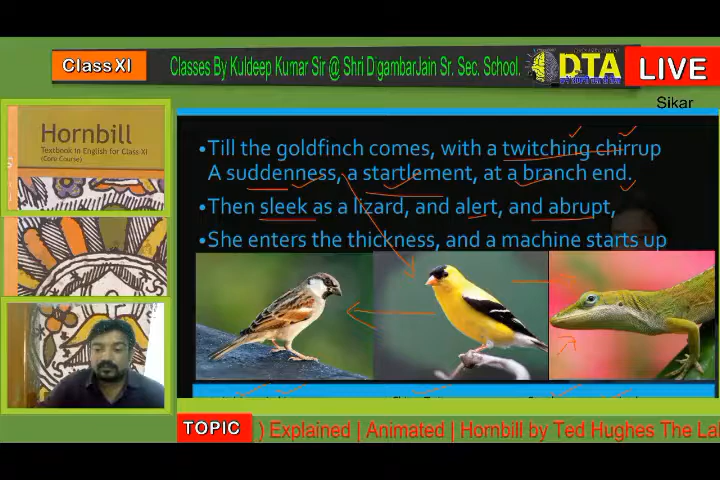 Class XI
Classes By Kuldeep Kumar Sir @ Shri DigambarJain Sr. Sec. School.
DTA
LIVE
Sikar
Hornbill
Textbook in English for Class XI
(Core Course)
•Till the goldfinch comes, with a twitching chirrup
A suddenness, a startlement, at a branch end.
•Then sleek as a lizard, and alert, and abrupt,
•She enters the thickness, and a machine starts up
TOPIC
) Explained | Animated | Hornbill by Ted Hughes The La